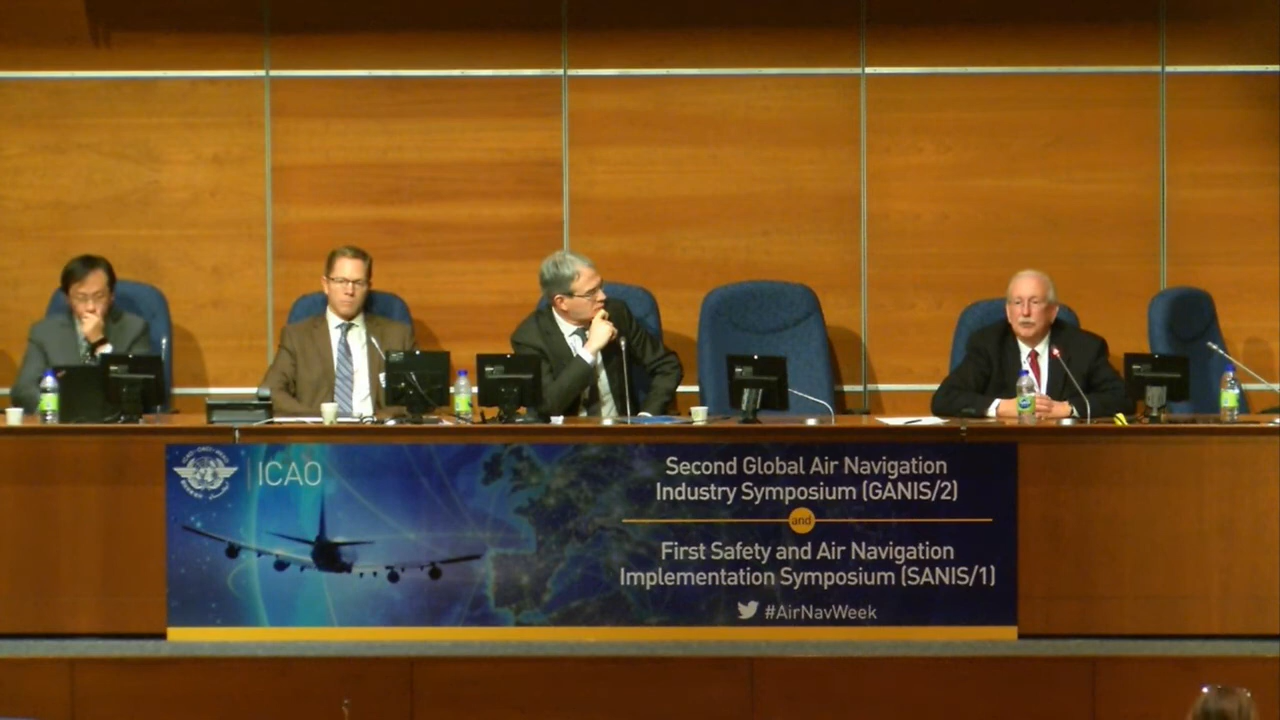 ICAO
Second Global Air Navigation
Industry Symposium (GANIS/2)
and
First Safety and Air Navigation
Implementation Symposium (SANIS/1)
#AirNavWeek